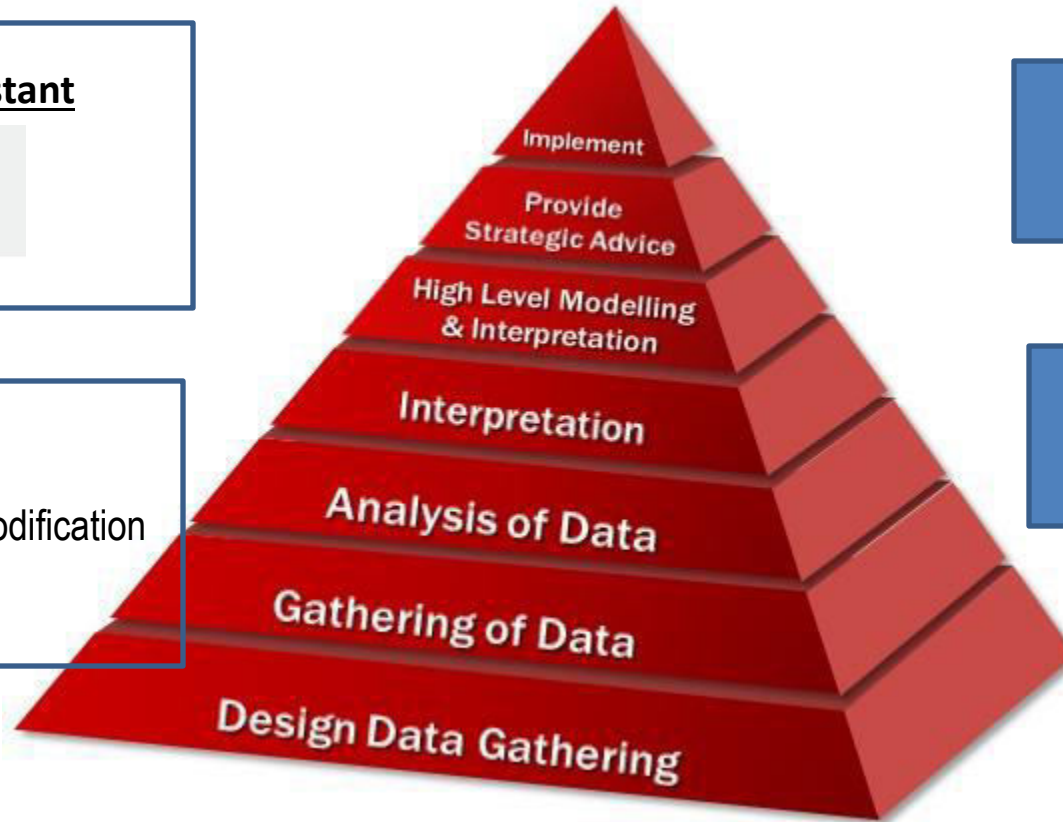 stant
Implement
Provide
Strategic Advice
High Level Modelling
& Interpretation
Interpretation
Analysis of Data
odification
Gathering of Data
Design Data Gathering